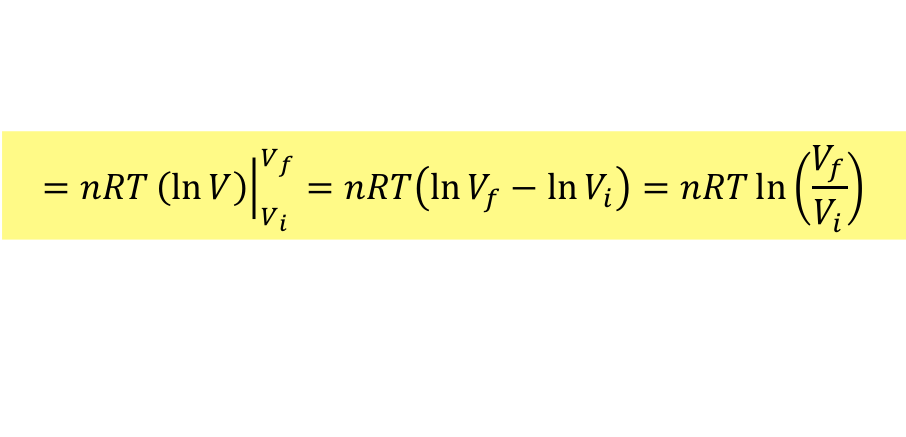 = nRT (ln V)|_{V_i}^{V_f} = nRT(ln V_f − ln V_i) = nRT ln (V_f/V_i)